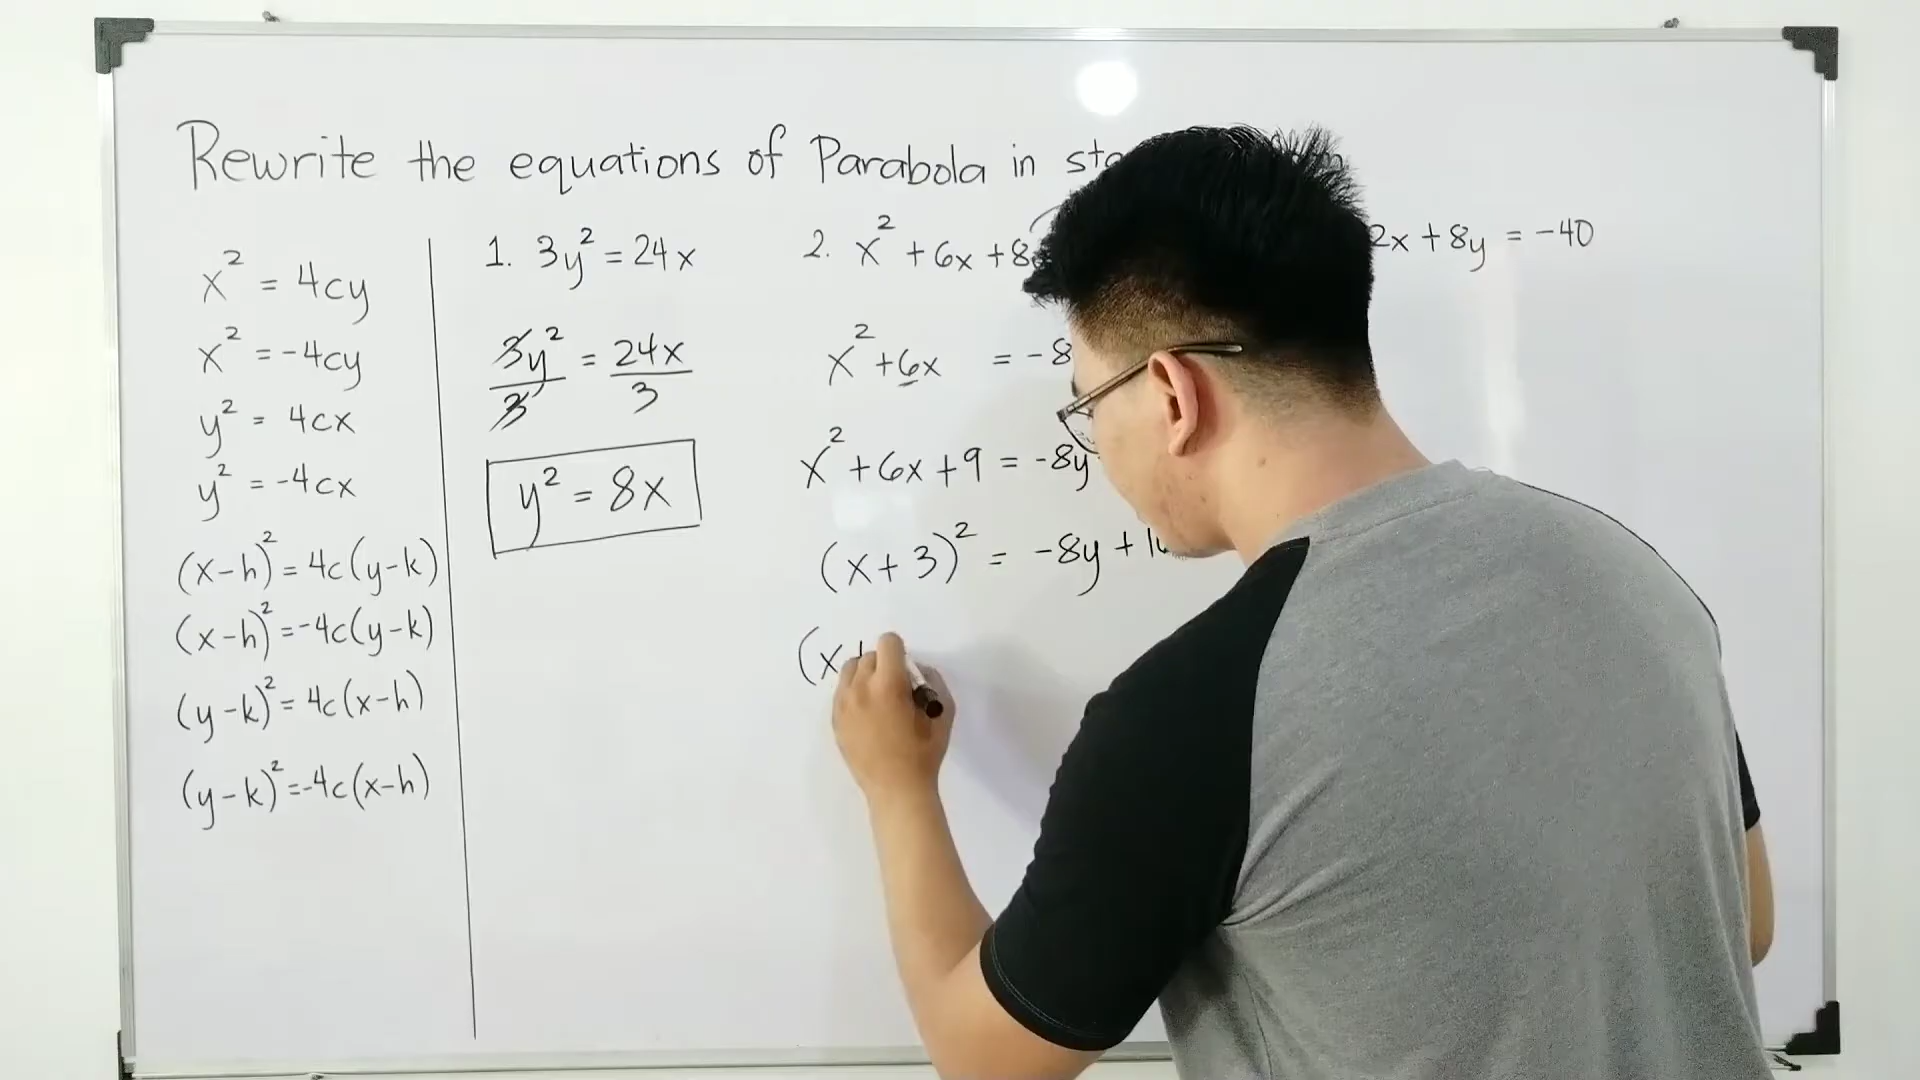 Rewrite the equations of Parabola in
x² = 4cy
x² = -4cy
y² = 4cx
y² = -4cx
(x-h)² = 4c(y-k)
(x-h)² = -4c(y-k)
(y-k)² = 4c(x-h)
(y-k)² = -4c(x-h)
1. 3y² = 24x
3y²/3 = 24x/3
y² = 8x
2. x² + 6x + 8
x² + 6x = -8
x² + 6x + 9 = -8y
(x+3)² = -8y +
(x
2x + 8y = -40